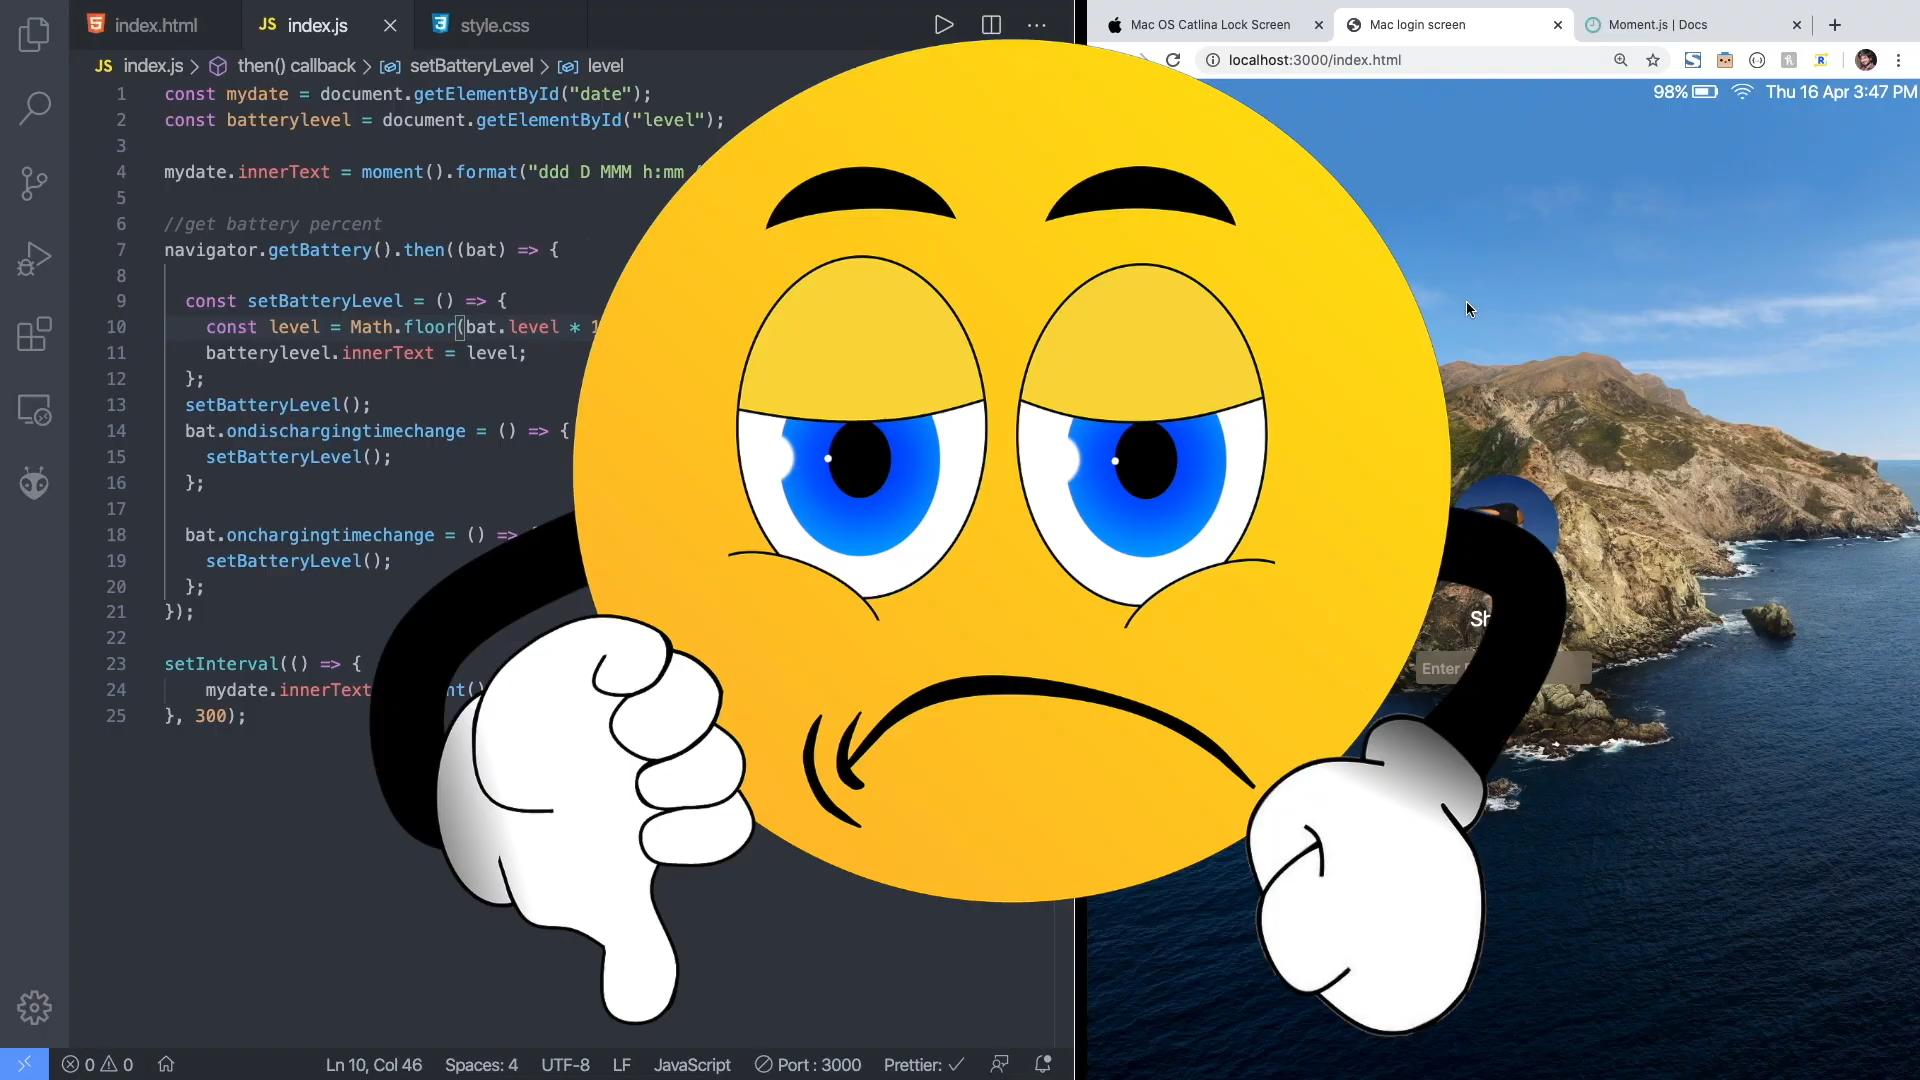 index.html
JS index.js
style.css
JS index.js > then() callback > setBatteryLevel > level
1 const mydate = document.getElementById("date");
2 const batterylevel = document.getElementById("level");
3
4 mydate.innerText = moment().format("ddd D MMM h:mm
5
6 //get battery percent
7 navigator.getBattery().then((bat) => {
8
9 const setBatteryLevel = () => {
10 const level = Math.floor(bat.level * 1
11 batterylevel.innerText = level;
12 };
13 setBatteryLevel();
14 bat.ondischargingtimechange = () => {
15 setBatteryLevel();
16 };
17
18 bat.onchargingtimechange = () =>
19 setBatteryLevel();
20 };
21 });
22
23 setInterval(() => {
24 mydate.innerText
25 }, 300);
0 0
Ln 10, Col 46
Spaces: 4
UTF-8
LF
JavaScript
Port : 3000
Prettier: ✓
Mac OS Catlina Lock Screen
Mac login screen
Moment.js | Docs
localhost:3000/index.html
98%
Thu 16 Apr 3:47 PM
Sh
Enter